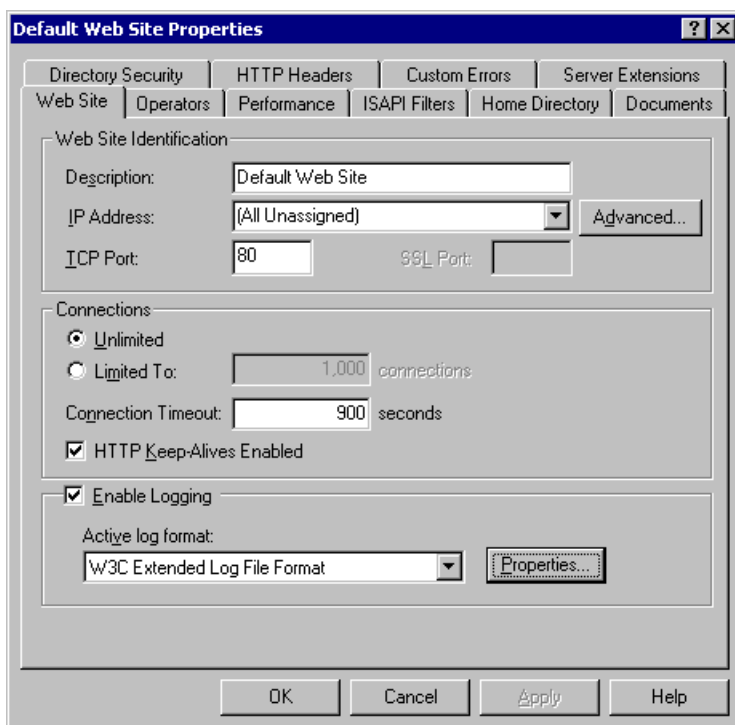 Default Web Site Properties
Directory Security HTTP Headers Custom Errors Server Extensions
Web Site Operators Performance ISAPI Filters Home Directory Documents
Web Site Identification
Description: Default Web Site
IP Address: (All Unassigned) Advanced...
TCP Port: 80 SSL Port:
Connections
Unlimited
Limited To: 1,000 connections
Connection Timeout: 900 seconds
HTTP Keep-Alives Enabled
Enable Logging
Active log format:
W3C Extended Log File Format Properties...
OK Cancel Apply Help